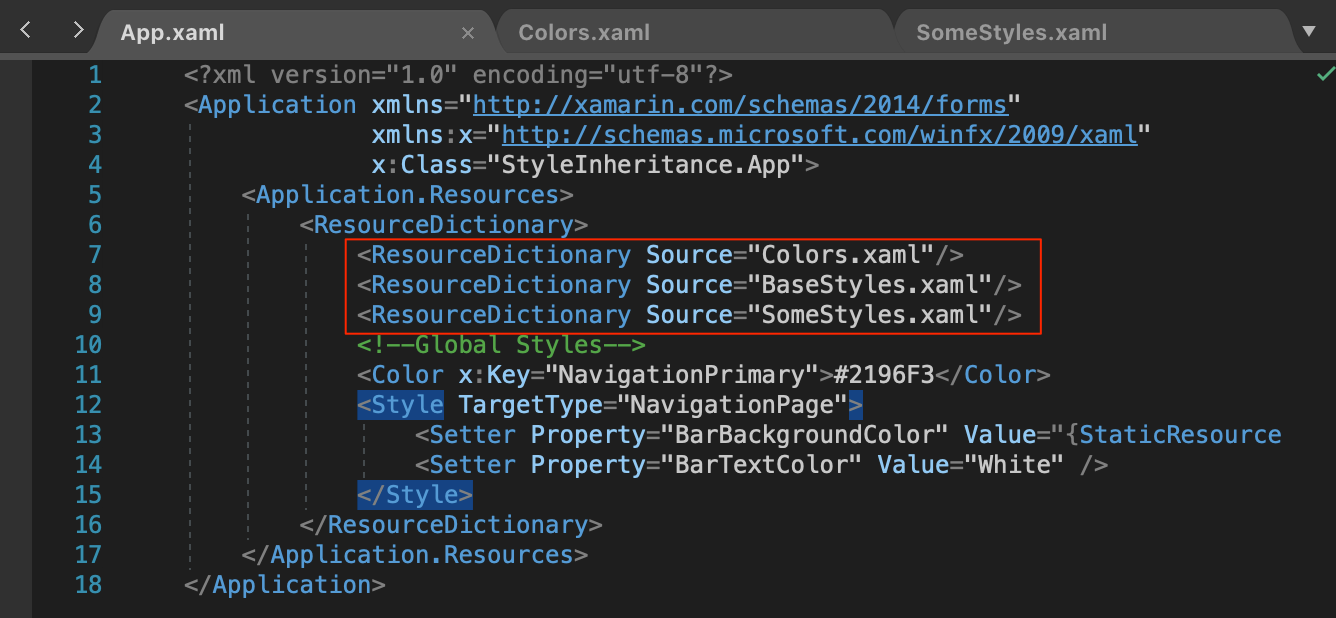 App.xaml × Colors.xaml SomeStyles.xaml
1 <?xml version="1.0" encoding="utf-8"?>
2 <Application xmlns="http://xamarin.com/schemas/2014/forms"
3 xmlns:x="http://schemas.microsoft.com/winfx/2009/xaml"
4 x:Class="StyleInheritance.App">
5 <Application.Resources>
6 <ResourceDictionary>
7 <ResourceDictionary Source="Colors.xaml"/>
8 <ResourceDictionary Source="BaseStyles.xaml"/>
9 <ResourceDictionary Source="SomeStyles.xaml"/>
10 <!--Global Styles-->
11 <Color x:Key="NavigationPrimary">#2196F3</Color>
12 <Style TargetType="NavigationPage">
13 <Setter Property="BarBackgroundColor" Value="{StaticResource
14 <Setter Property="BarTextColor" Value="White" />
15 </Style>
16 </ResourceDictionary>
17 </Application.Resources>
18 </Application>